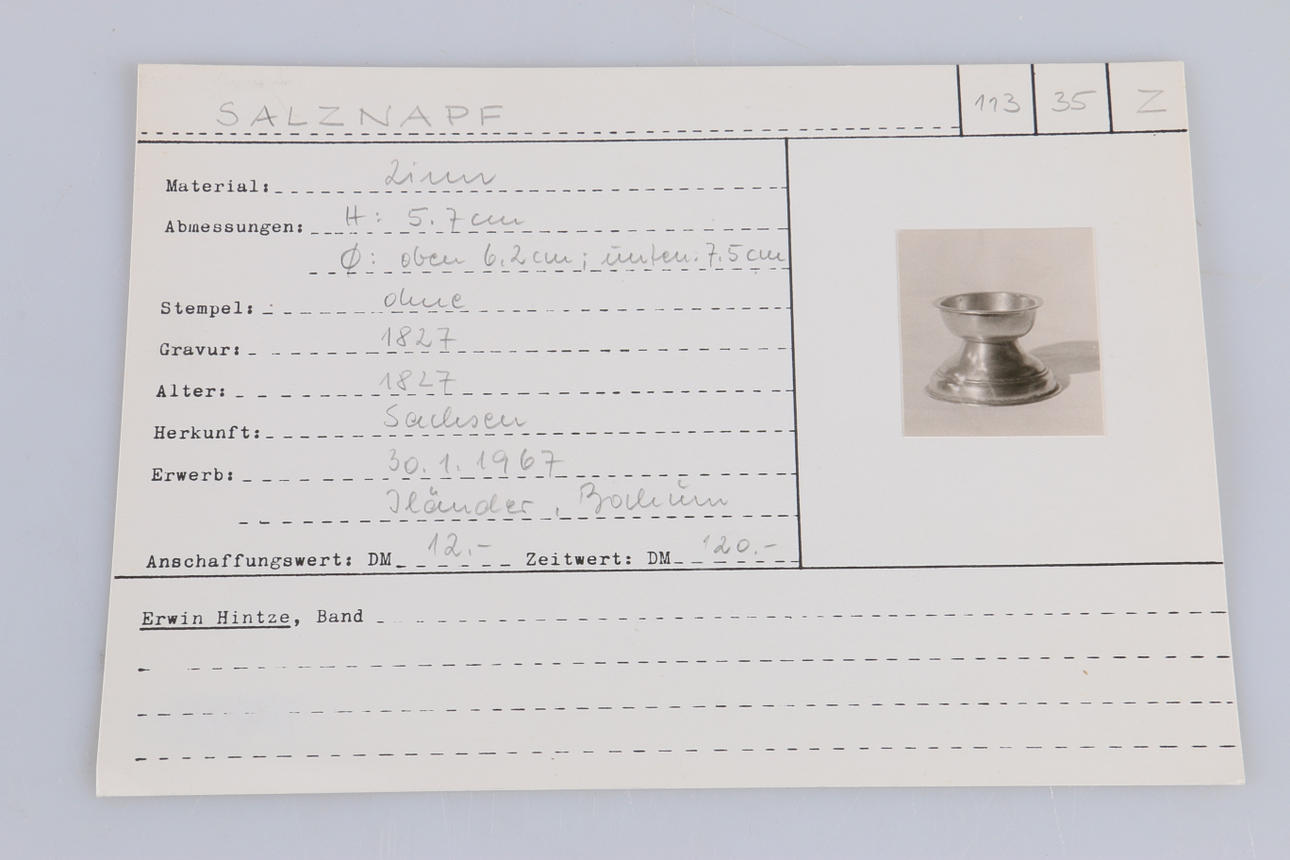 SALZNAPF 113 35 Z
Material: Zinn
Abmessungen: H: 5.7cm
Ø: oben 6.2cm; unten: 7.5cm
Stempel: ohne
Gravur: 1827
Alter: 1827
Herkunft: Sachsen
Erwerb: 30.1.1967
Iländer, Bochum
Anschaffungswert: DM 12.- Zeitwert: DM 120.-
Erwin Hintze, Band